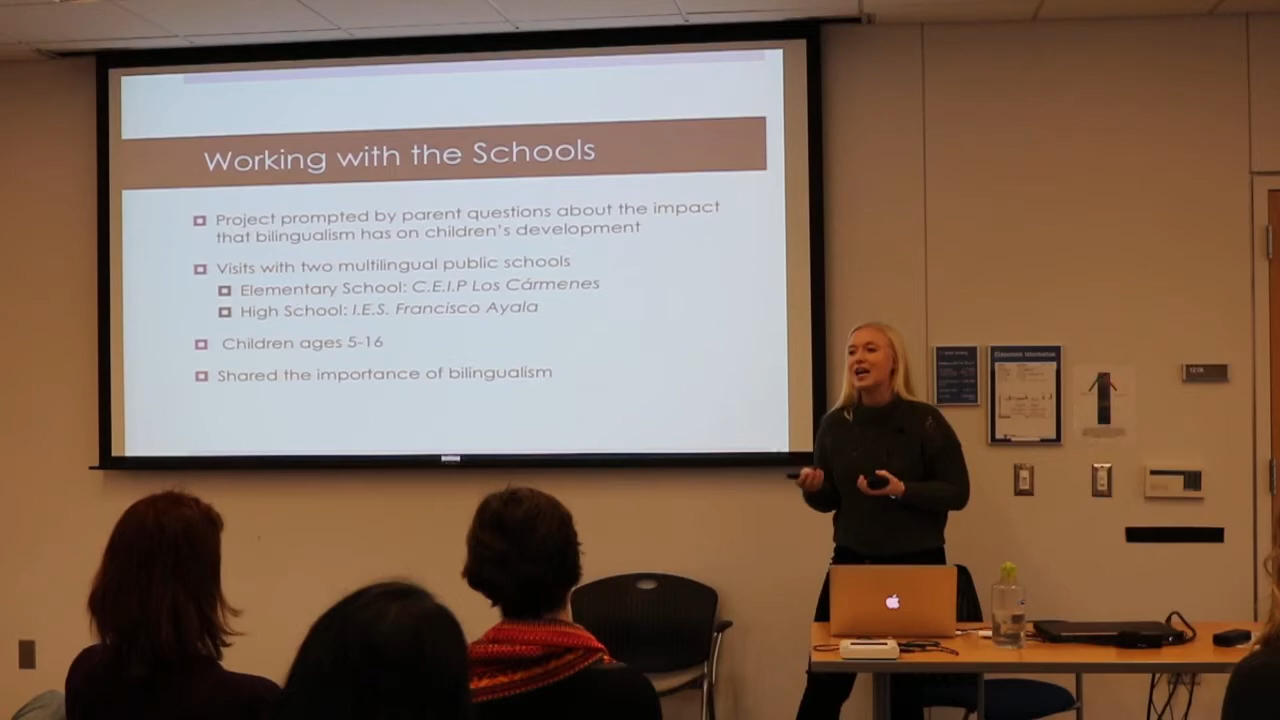 Working with the Schools
Project prompted by parent questions about the impact
that bilingualism has on children's development
Visits with two multilingual public schools
Elementary School: C.E.I.P Los Cármenes
High School: I.E.S. Francisco Ayala
Children ages 5-16
Shared the importance of bilingualism
Classroom Information